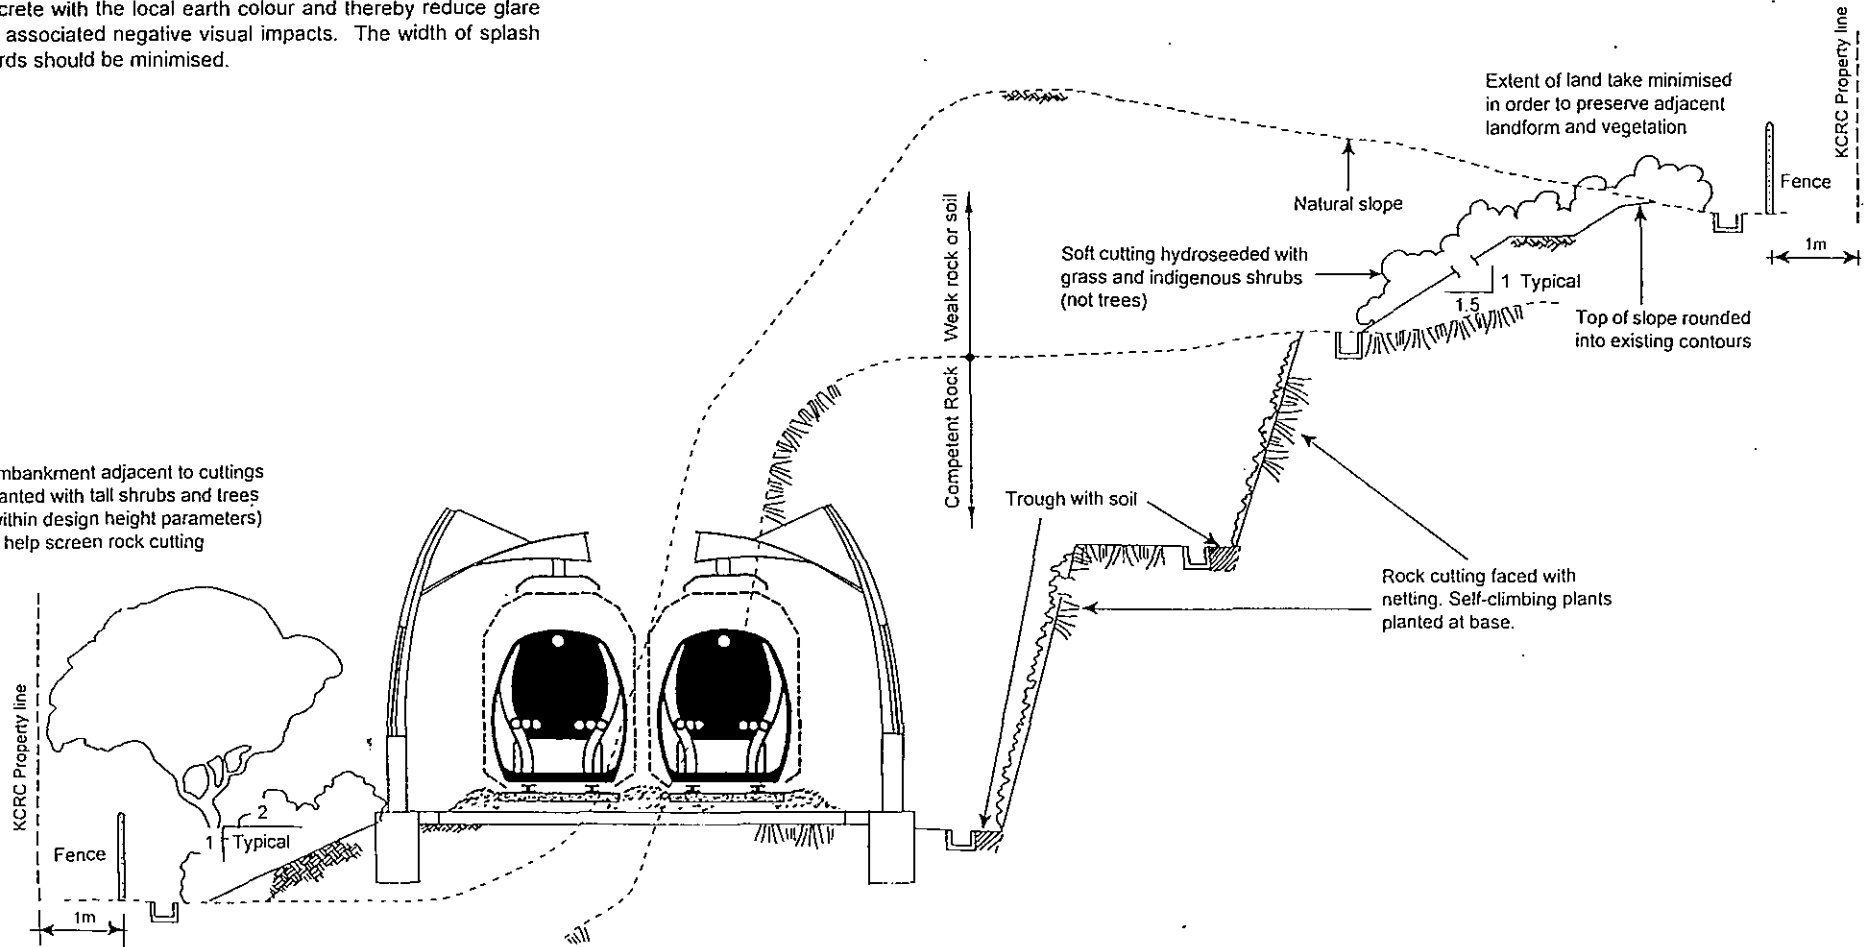 crete with the local earth colour and thereby reduce glare
associated negative visual impacts. The width of splash
rds should be minimised.
KCRC Property line
Extent of land take minimised
in order to preserve adjacent
landform and vegetation
Fence
1m
Natural slope
Weak rock or soil
Soft cutting hydroseeded with
grass and indigenous shrubs
(not trees)
1 Typical
1.5
Top of slope rounded
into existing contours
Competent Rock
mbankment adjacent to cuttings
anted with tall shrubs and trees
vithin design height parameters)
help screen rock cutting
Trough with soil
Rock cutting faced with
netting. Self-climbing plants
planted at base.
KCRC Property line
2
1 Typical
Fence
1m